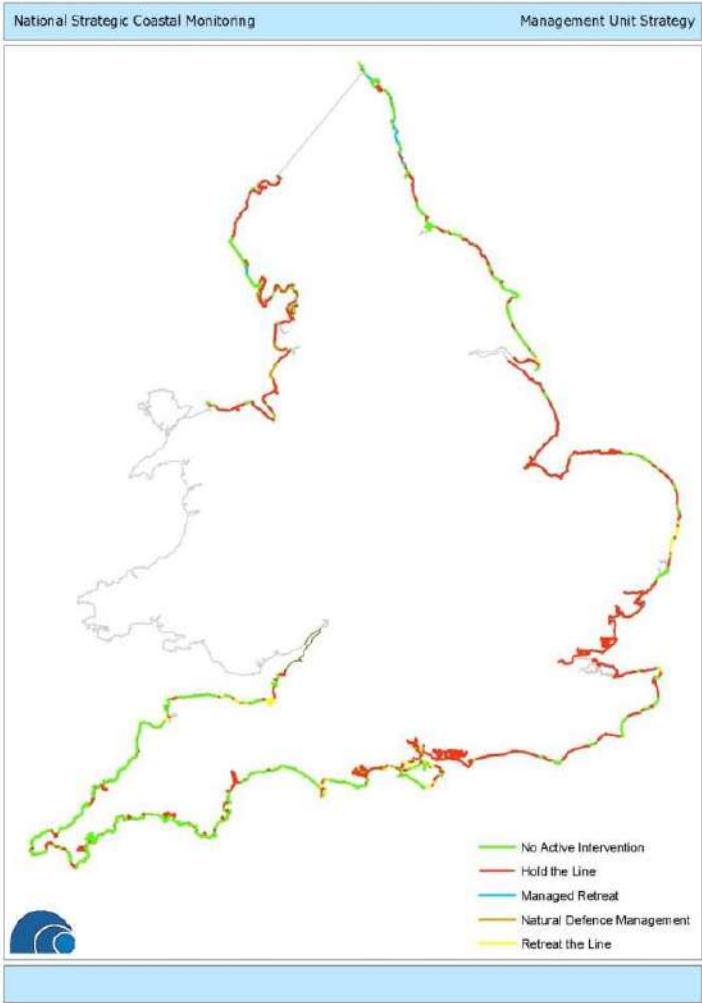 National Strategic Coastal Monitoring
Management Unit Strategy
No Active Intervention
Hold the Line
Managed Retreat
Natural Defence Management
Retreat the Line